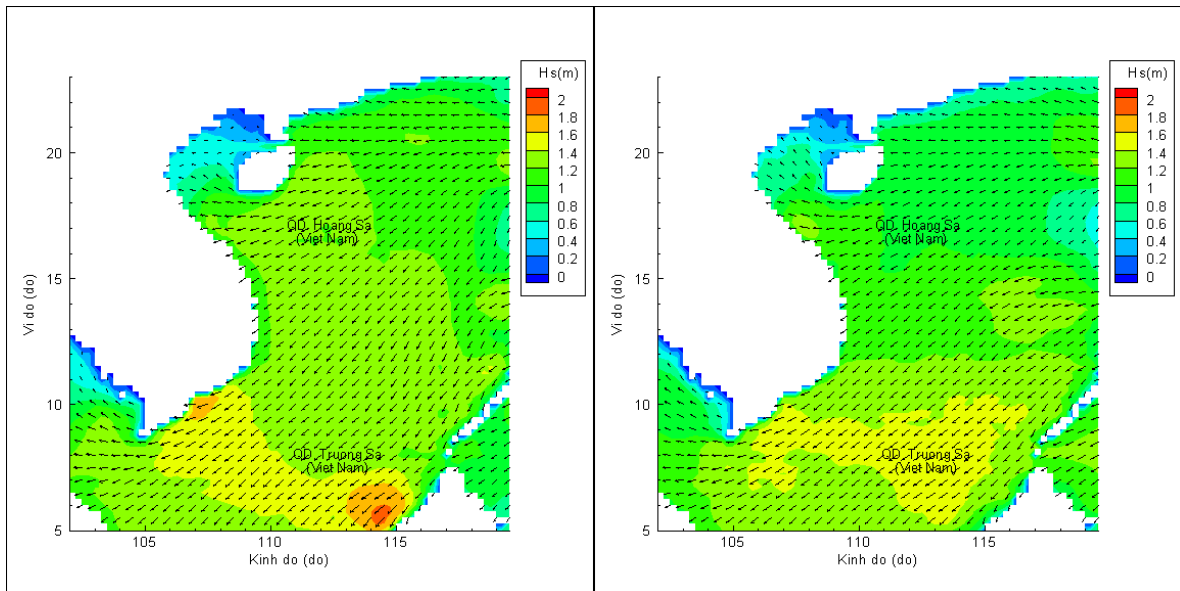 Hs(m)
2
1.8
1.6
1.4
1.2
1
0.8
0.6
0.4
0.2
0
20
15
10
5
Vi do (do)
QD. Hoang Sa
(Viet Nam)
QD. Truong Sa
(Viet Nam)
105
110
115
Kinh do (do)
Hs(m)
2
1.8
1.6
1.4
1.2
1
0.8
0.6
0.4
0.2
0
20
15
10
5
Vi do (do)
QD. Hoang Sa
(Viet Nam)
QD. Truong Sa
(Viet Nam)
105
110
115
Kinh do (do)